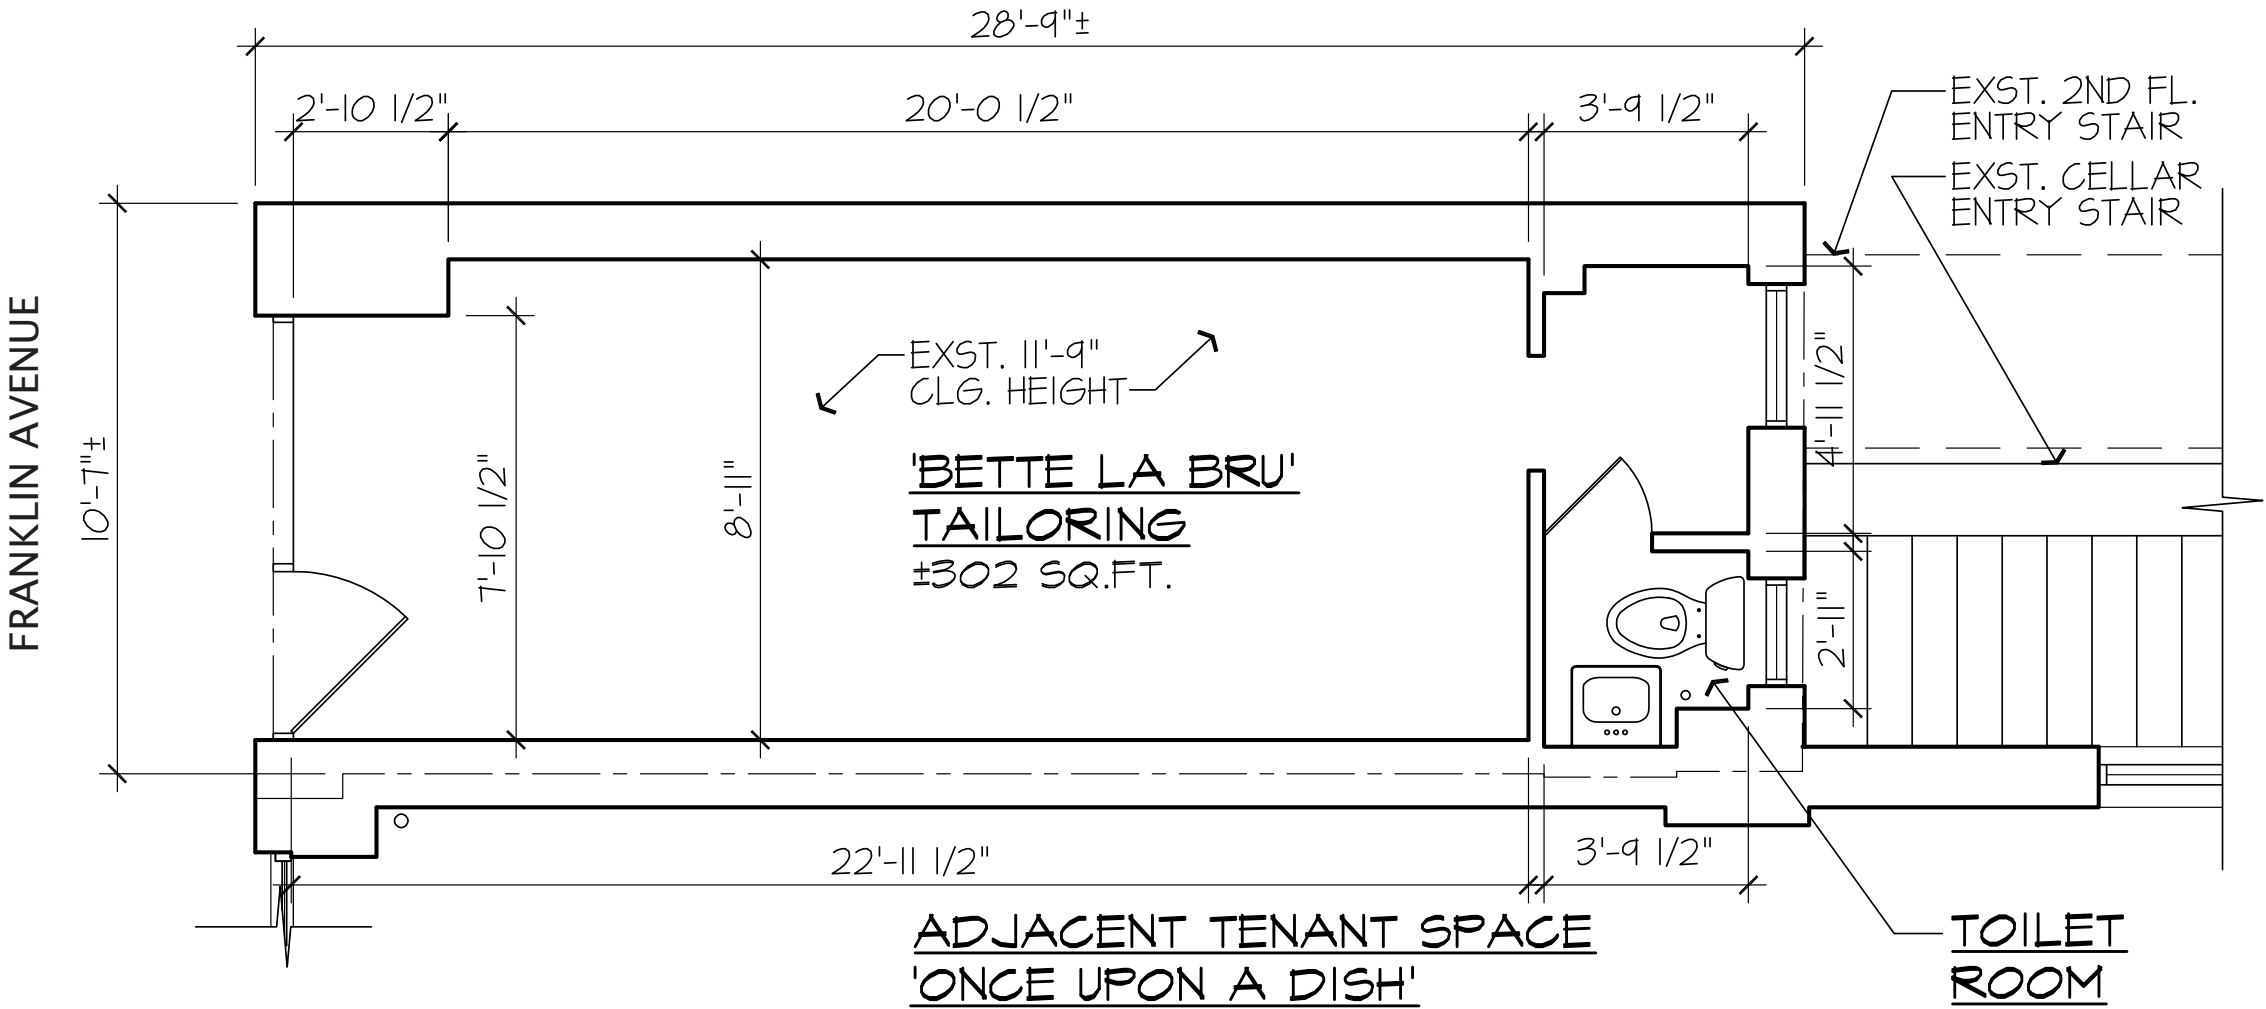 28'-9"±
2'-10 1/2"
20'-0 1/2"
3'-9 1/2"
EXST. 2ND FL.
ENTRY STAIR
EXST. CELLAR
ENTRY STAIR
FRANKLIN AVENUE
10'-7"±
7'-10 1/2"
8'-11"
EXST. 11'-9"
CLG. HEIGHT
'BETTE LA BRU'
TAILORING
±302 SQ.FT.
4'-11 1/2"
2'-11"
22'-11 1/2"
3'-9 1/2"
ADJACENT TENANT SPACE
'ONCE UPON A DISH'
TOILET
ROOM